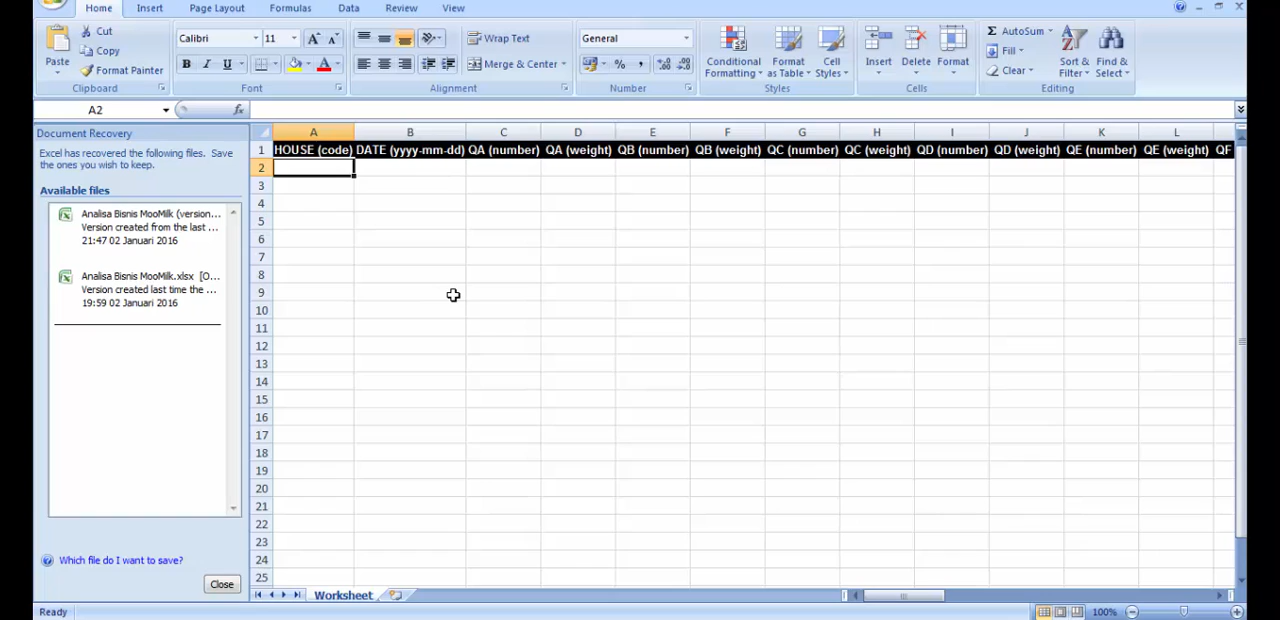 Home Insert Page Layout Formulas Data Review View
Cut
Copy
Format Painter
Paste
Clipboard
Calibri 11
Font
Wrap Text
Merge & Center
Alignment
General
Number
Conditional Formatting
Format as Table
Cell Styles
Styles
Insert
Delete
Format
Cells
AutoSum
Fill
Clear
Sort & Filter
Find & Select
Editing
A2
fx
Document Recovery
Excel has recovered the following files. Save
the ones you wish to keep.
Available files
Analisa Bisnis MooMilk (version...
Version created from the last ...
21:47 02 Januari 2016
Analisa Bisnis MooMilk.xlsx [O...
Version created last time the ...
19:59 02 Januari 2016
Which file do I want to save?
Close
A B C D E F G H I J K L
1 HOUSE (code) DATE (yyyy-mm-dd) QA (number) QA (weight) QB (number) QB (weight) QC (number) QC (weight) QD (number) QD (weight) QE (number) QE (weight) QF
2
3
4
5
6
7
8
9
10
11
12
13
14
15
16
17
18
19
20
21
22
23
24
25
Worksheet
Ready
100%